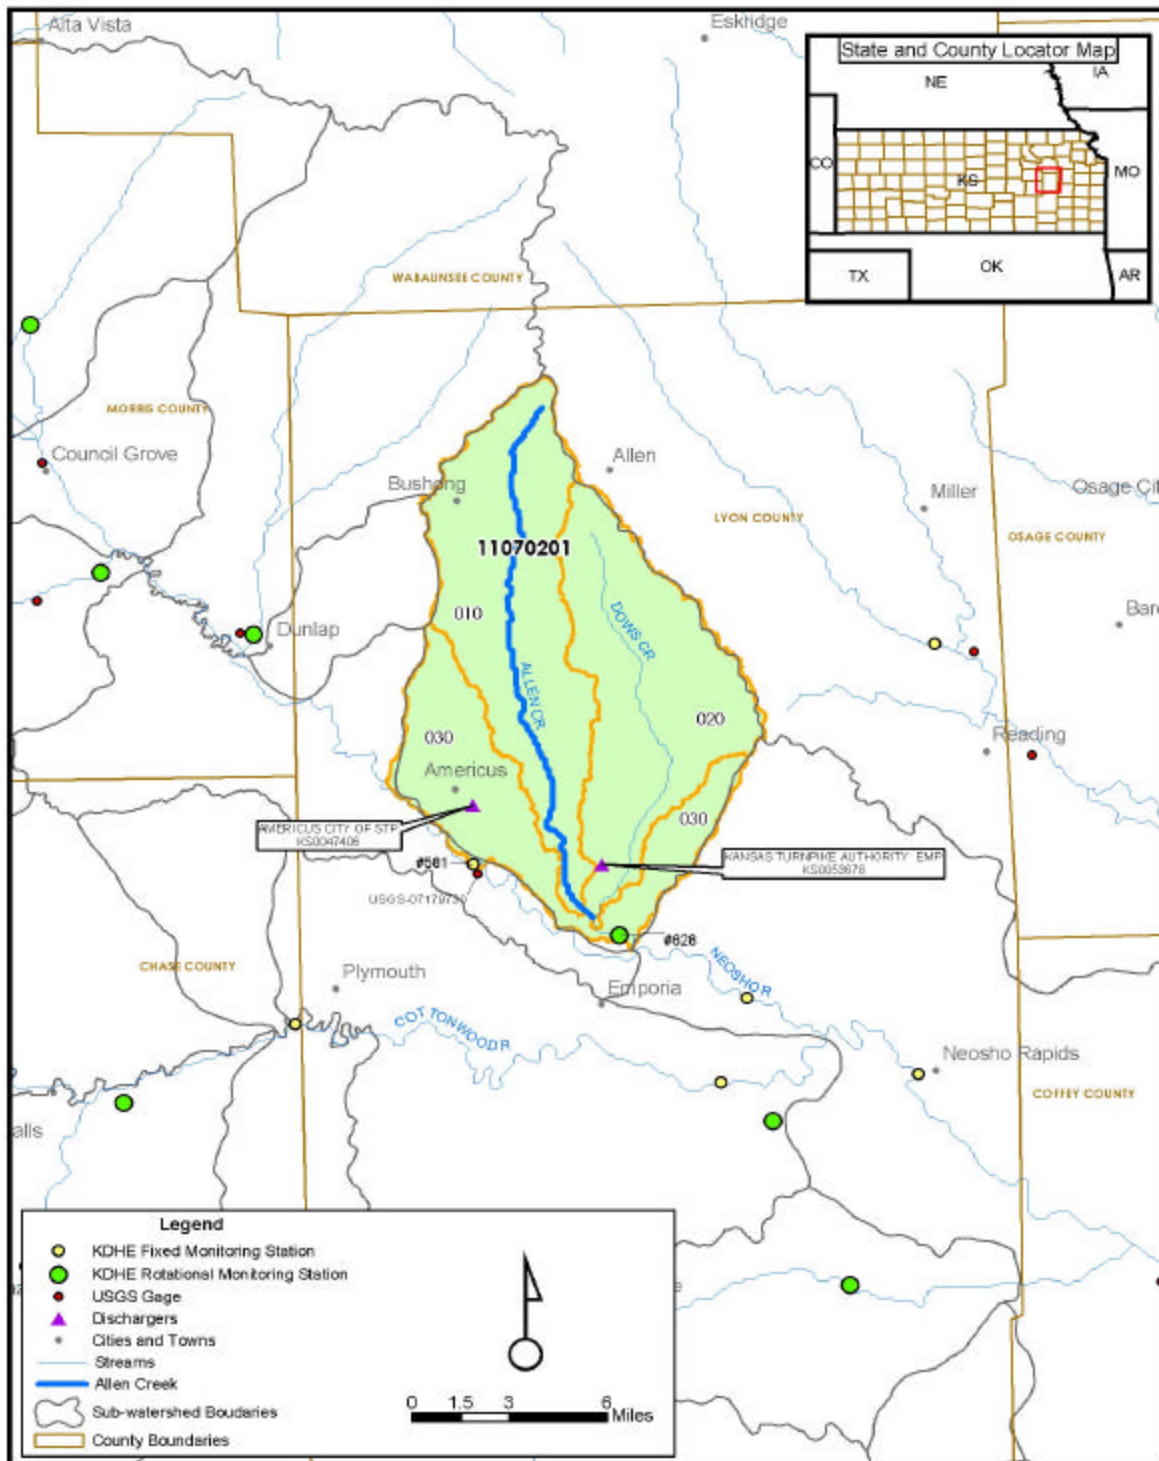 Alta Vista
Eskridge
State and County Locator Map
NE
IA
CO
KS
MO
TX
OK
AR
WABAUNSEE COUNTY
MORRIS COUNTY
Council Grove
Bushong
Allen
Miller
Osage Cit
LYON COUNTY
OSAGE COUNTY
11070201
010
DOWS CR
Dunlap
ALLEN CR
020
030
Reading
Americus
030
AMERICUS CITY OF STP
KS0047406
KANSAS TURNPIKE AUTHORITY EMP
KS0053678
#581
#628
CHASE COUNTY
Plymouth
NEOSHO R
Emporia
COTTONWOOD R
Neosho Rapids
COFFEY COUNTY
alls
Legend
KDHE Fixed Monitoring Station
KDHE Rotational Monitoring Station
USGS Gage
Dischargers
Cities and Towns
Streams
Allen Creek
Sub-watershed Boudaries
County Boundaries
0 1.5 3 6 Miles